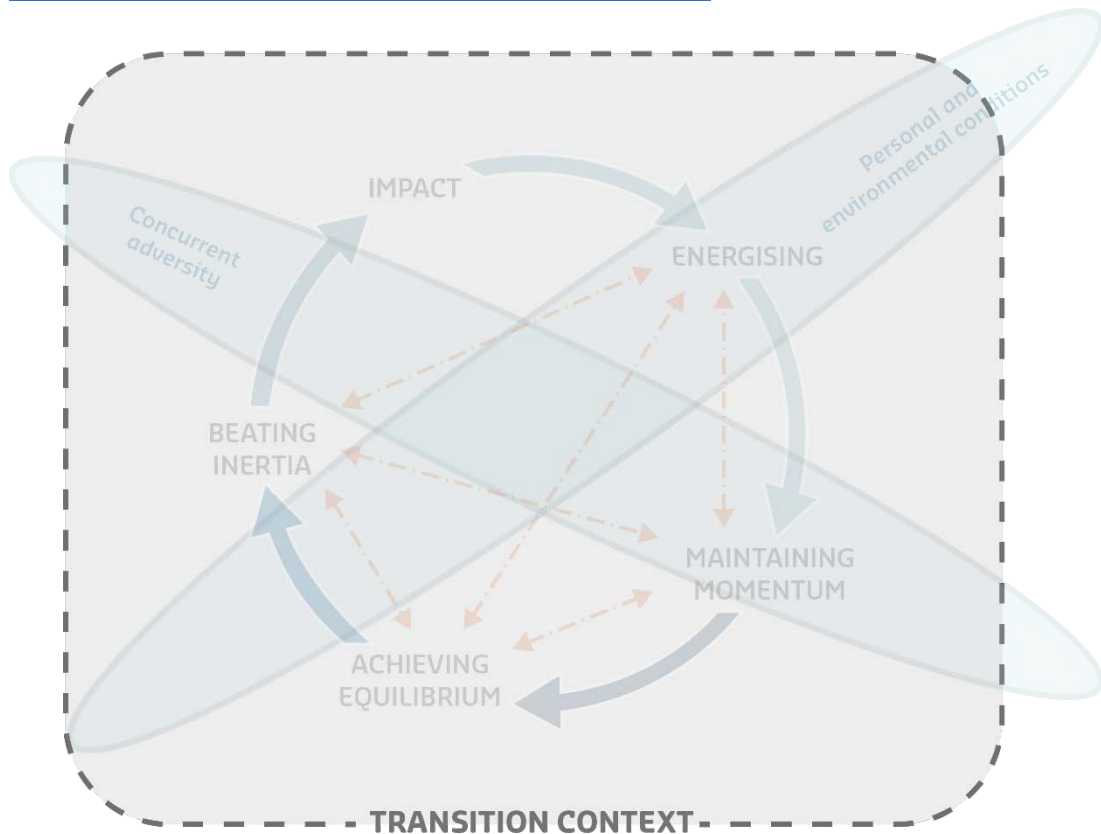 Personal and
environmental conditions
IMPACT
Concurrent
adversity
ENERGISING
BEATING
INERTIA
MAINTAINING
MOMENTUM
ACHIEVING
EQUILIBRIUM
TRANSITION CONTEXT